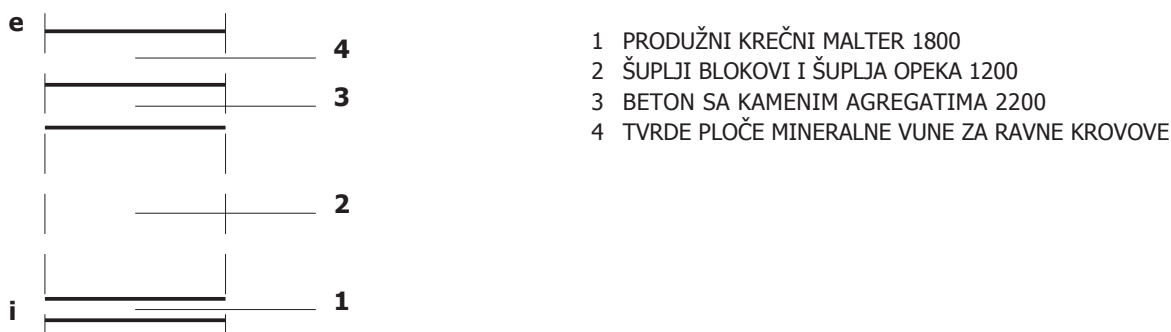 e
4
3
2
1
i
1 PRODUŽNI KREČNI MALTER 1800
2 ŠUPLJI BLOKOVI I ŠUPLJA OPEKA 1200
3 BETON SA KAMENIM AGREGATIMA 2200
4 TVRDE PLOČE MINERALNE VUNE ZA RAVNE KROVOVE